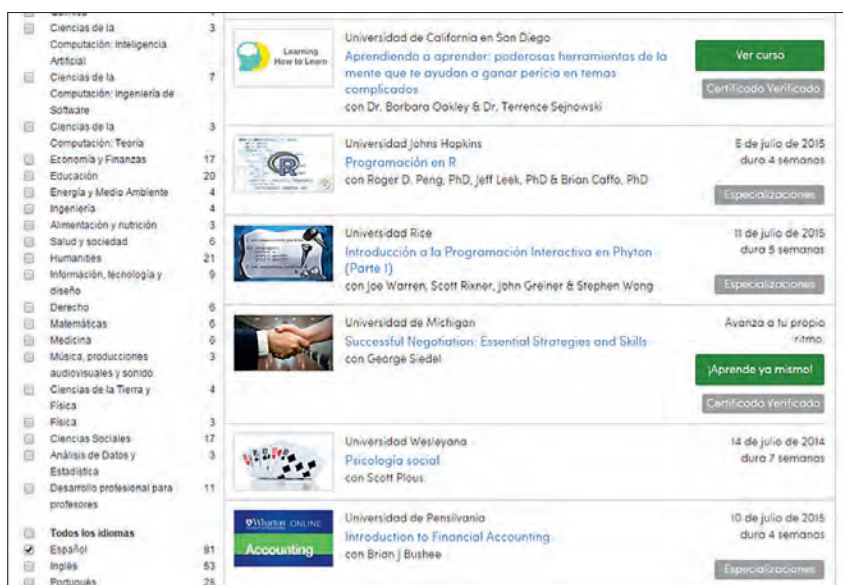 Química 4
Ciencias de la 3
Computación: Inteligencia
Artificial
Ciencias de la 7
Computación: Ingeniería de
Software
Ciencias de la 3
Computación: Teoría
Economía y Finanzas 17
Educación 20
Energía y Medio Ambiente 4
Ingeniería 4
Alimentación y nutrición 3
Salud y sociedad 6
Humanities 21
Información, tecnología y 9
diseño
Derecho 6
Matemáticas 6
Medicina 6
Música, producciones 3
audiovisuales y sonido
Ciencias de la Tierra y 4
Física
Física 3
Ciencias Sociales 17
Análisis de Datos y 3
Estadística
Desarrollo profesional para 11
profesores
Todos los idiomas
Español 81
Inglés 53
Portugués 28
Learning
How to Learn
Universidad de California en San Diego
Aprendiendo a aprender: poderosas herramientas de la
mente que te ayudan a ganar pericia en temas
complicados
con Dr. Barbara Oakley & Dr. Terrence Sejnowski
Ver curso
Certificado Verificado
R
Universidad Johns Hopkins
Programación en R
con Roger D. Peng, PhD, Jeff Leek, PhD & Brian Caffo, PhD
6 de julio de 2015
dura 4 semanas
Especializaciones
Universidad Rice
Introducción a la Programación Interactiva en Phyton
(Parte 1)
con Joe Warren, Scott Rixner, John Greiner & Stephen Wong
11 de julio de 2015
dura 5 semanas
Especializaciones
Universidad de Michigan
Successful Negotiation: Essential Strategies and Skills
con George Siedel
Avanza a tu propio
ritmo.
¡Aprende ya mismo!
Certificado Verificado
Universidad Wesleyana
Psicología social
con Scott Plous
14 de julio de 2014
dura 7 semanas
Wharton ONLINE
Accounting
Universidad de Pensilvania
Introduction to Financial Accounting
con Brian J Bushee
10 de julio de 2015
dura 4 semanas
Especializaciones